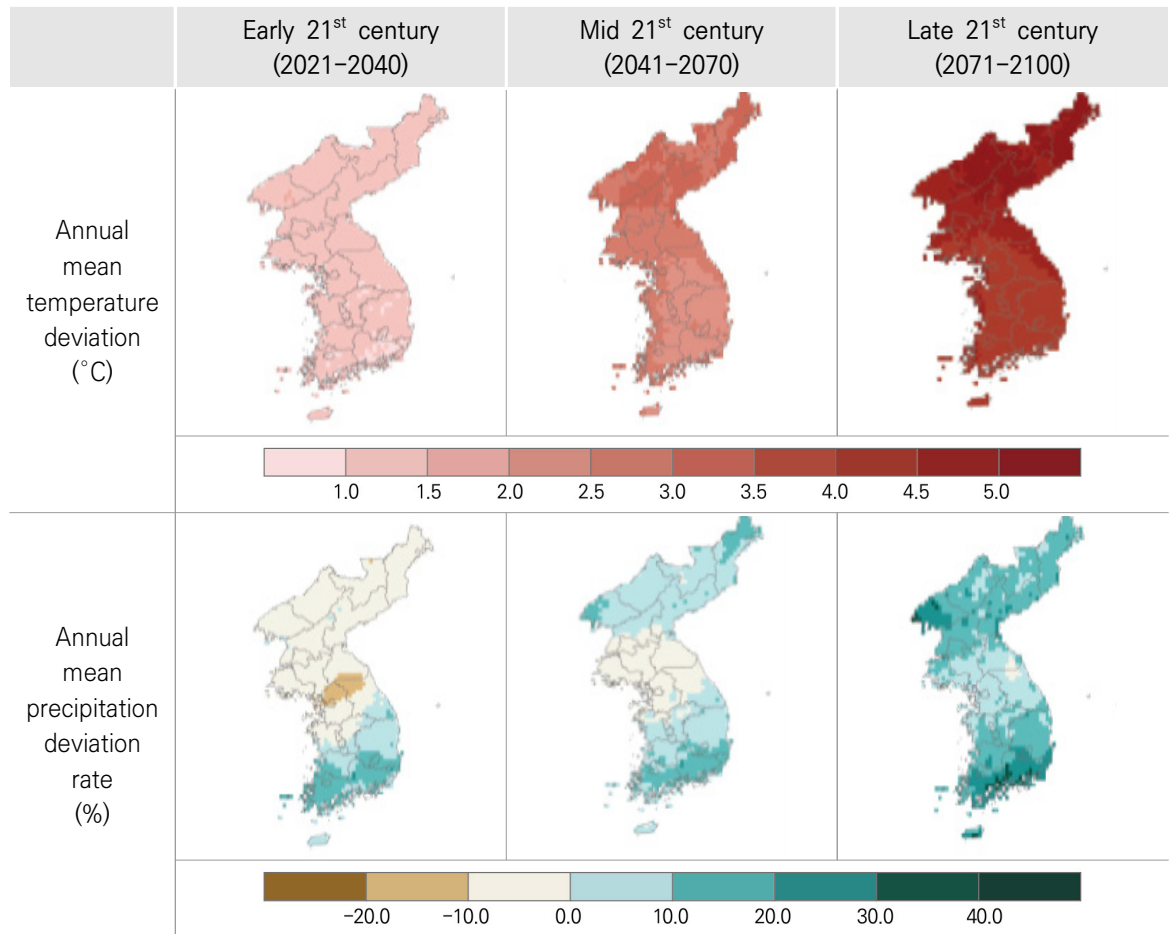 Early 21st century
(2021–2040)
Mid 21st century
(2041–2070)
Late 21st century
(2071–2100)
Annual
mean
temperature
deviation
(°C)
1.0 1.5 2.0 2.5 3.0 3.5 4.0 4.5 5.0
Annual
mean
precipitation
deviation
rate
(%)
−20.0 −10.0 0.0 10.0 20.0 30.0 40.0